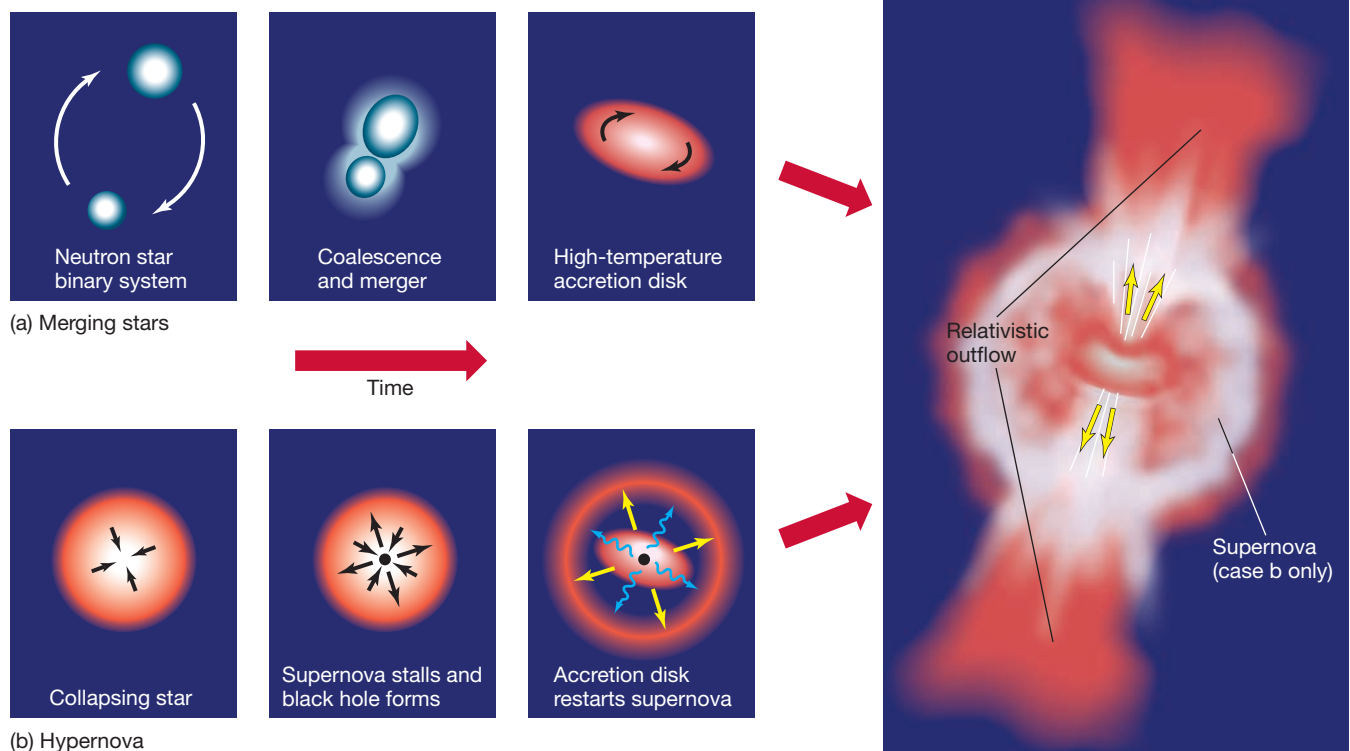 Neutron star
binary system
Coalescence
and merger
High-temperature
accretion disk
(a) Merging stars
Time
Collapsing star
Supernova stalls and
black hole forms
Accretion disk
restarts supernova
(b) Hypernova
Relativistic
outflow
Supernova
(case b only)